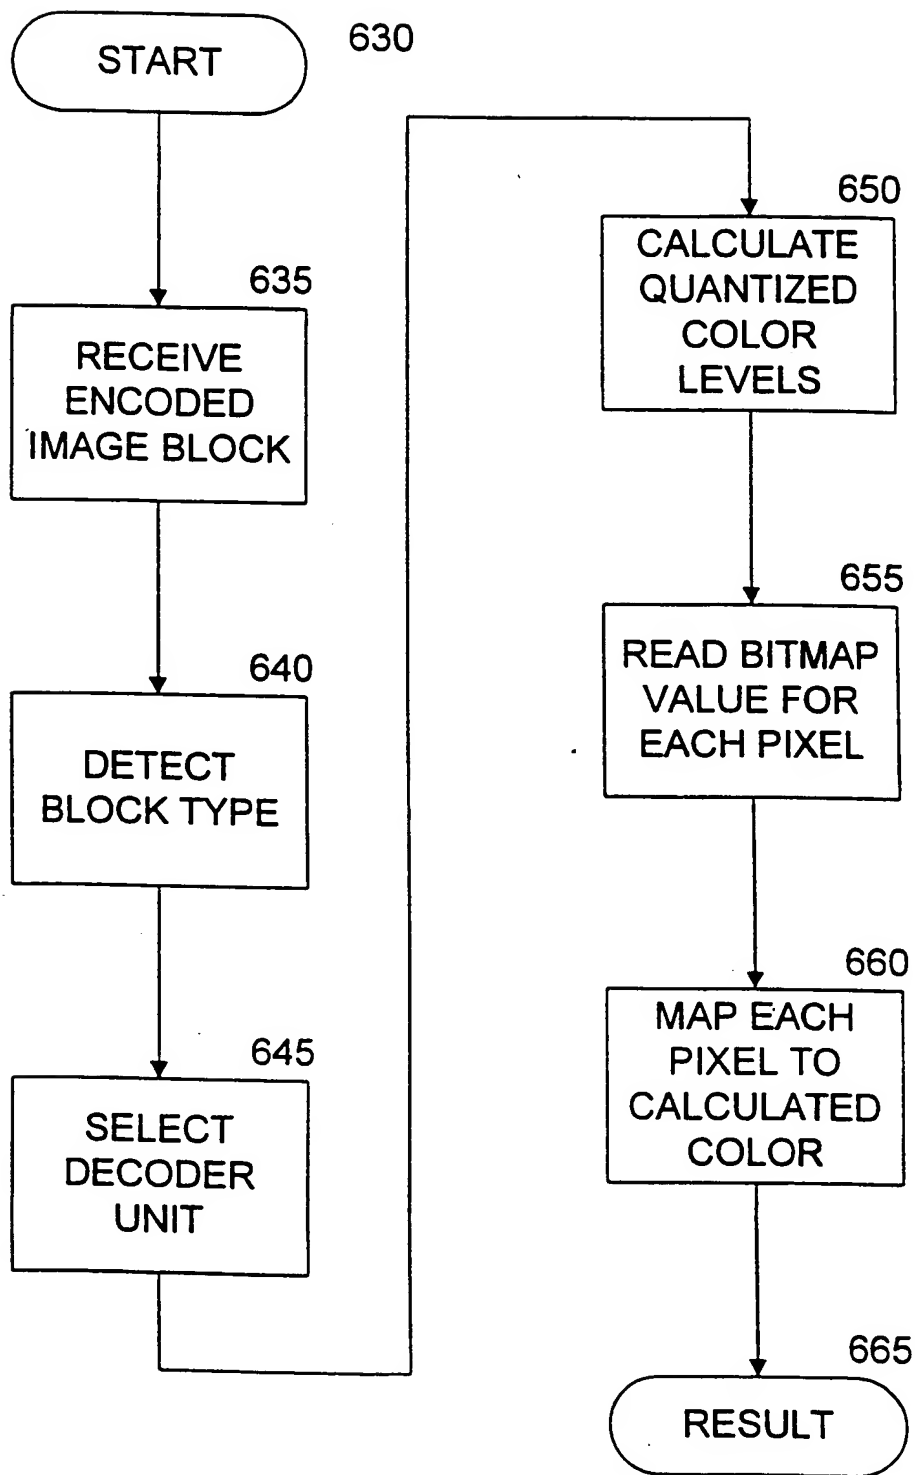 START
630
635
RECEIVE
ENCODED
IMAGE BLOCK
640
DETECT
BLOCK TYPE
645
SELECT
DECODER
UNIT
650
CALCULATE
QUANTIZED
COLOR
LEVELS
655
READ BITMAP
VALUE FOR
EACH PIXEL
660
MAP EACH
PIXEL TO
CALCULATED
COLOR
665
RESULT